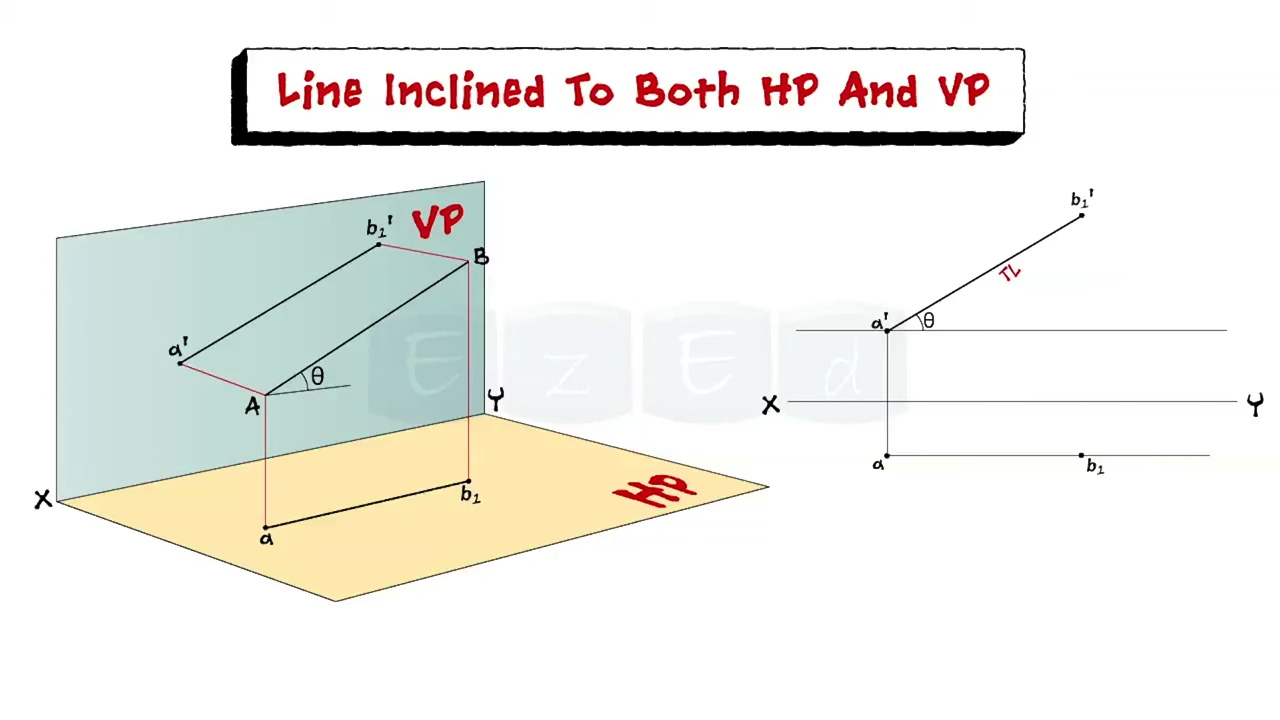 Line Inclined To Both HP And VP
VP
b₁'
B
a'
θ
A
X
Y
HP
a
b₁
b₁'
TL
a'
θ
X
Y
a
b₁
E z E d